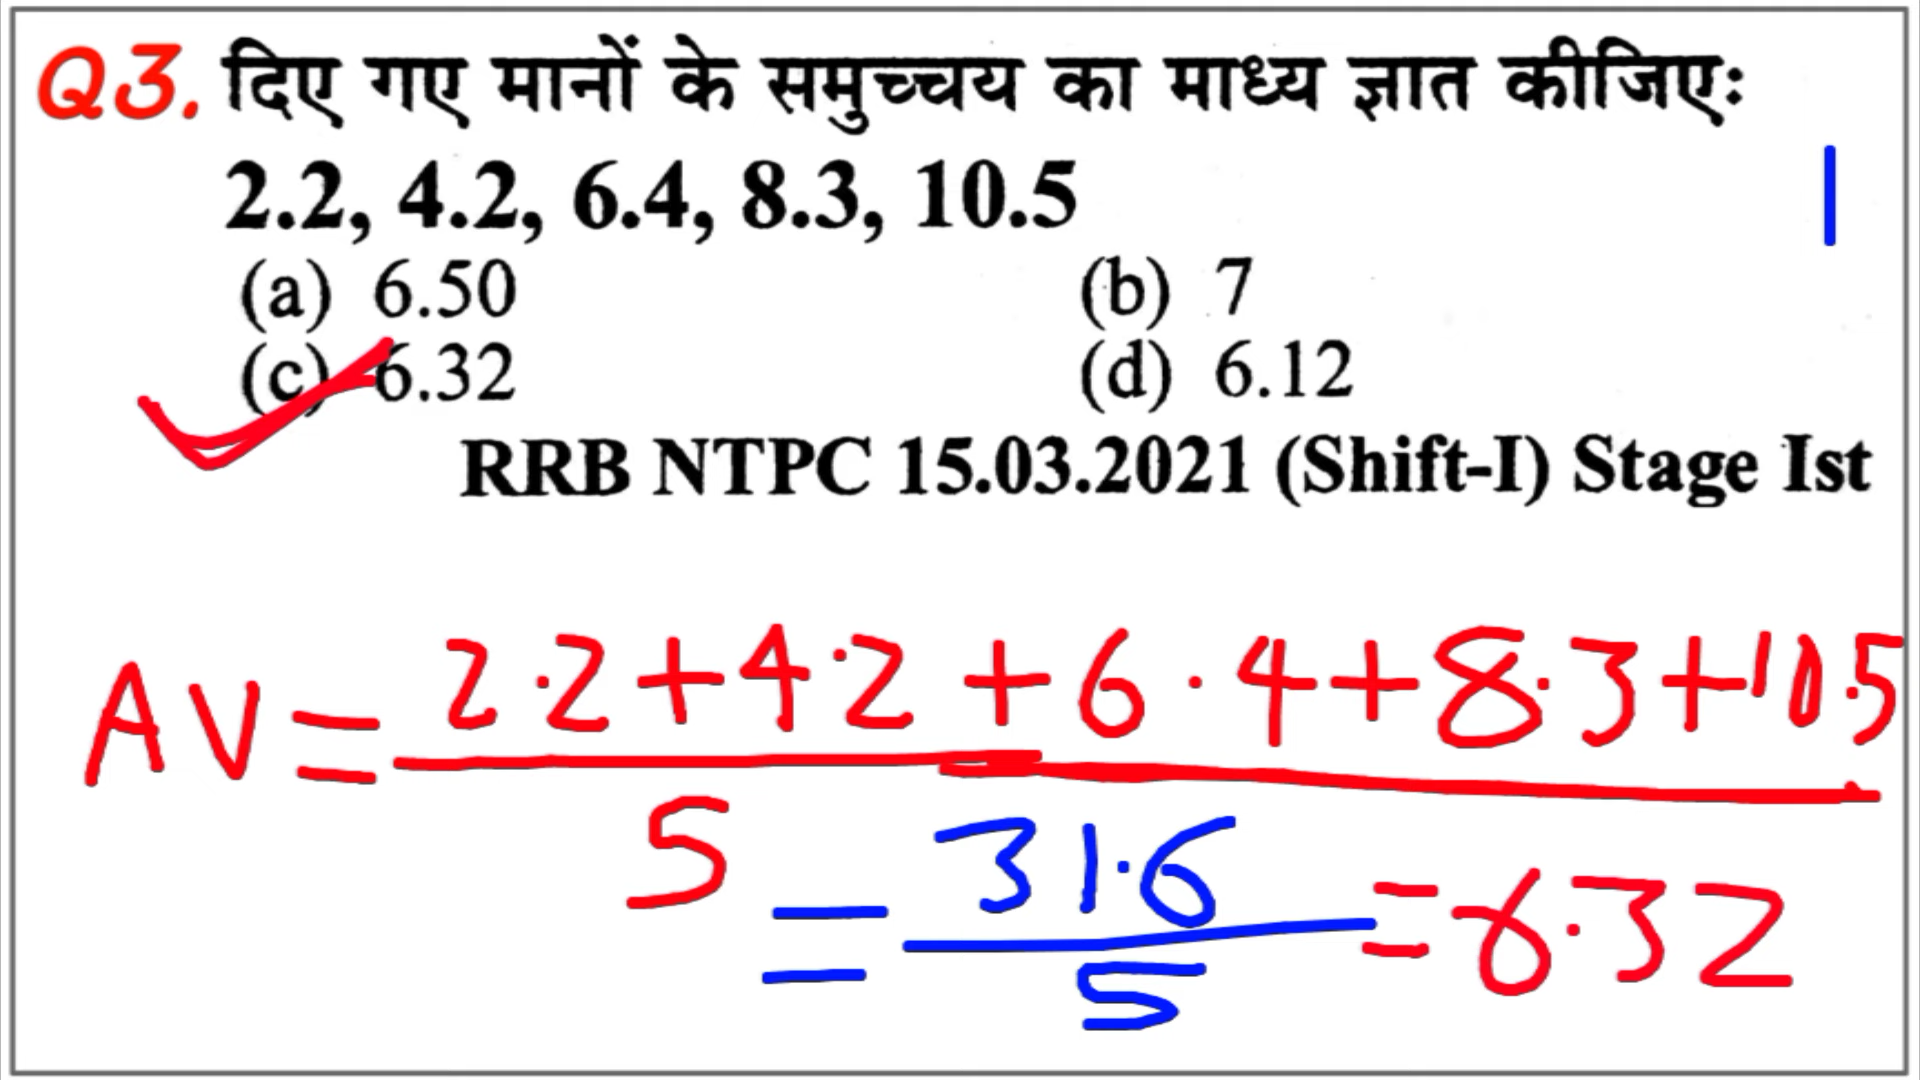 Q3. दिए गए मानों के समुच्चय का माध्य ज्ञात कीजिए:
2.2, 4.2, 6.4, 8.3, 10.5
(a) 6.50 (b) 7
(c) 6.32 (d) 6.12
RRB NTPC 15.03.2021 (Shift-I) Stage Ist
AV = 2.2+4.2+6.4+8.3+10.5
5
= 31.6 = 6.32
5